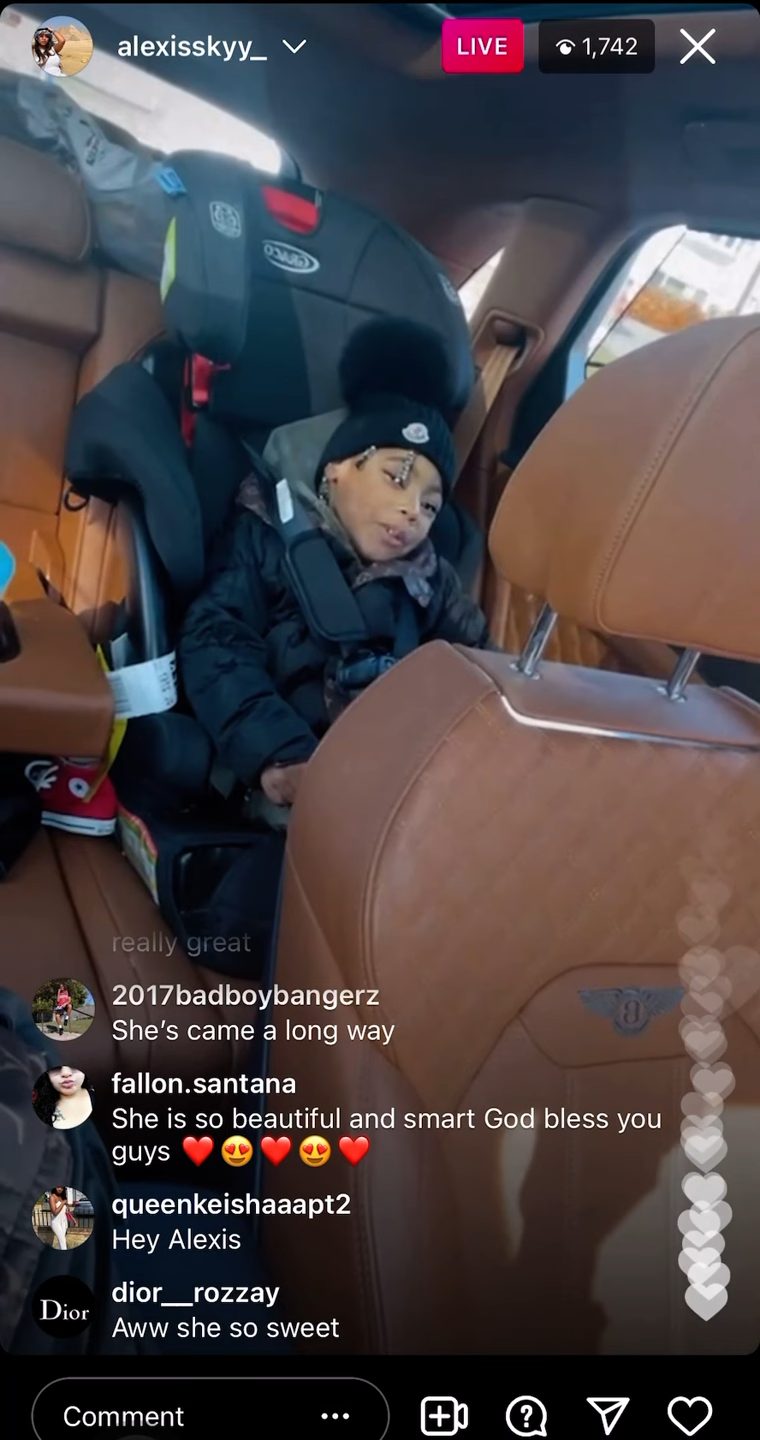 alexisskyy_
LIVE
1,742
GRACO
really great
2017badboybangerz
She’s came a long way
fallon.santana
She is so beautiful and smart God bless you
guys ❤️😍❤️😍❤️
queenkeishaaapt2
Hey Alexis
Dior
dior__rozzay
Aww she so sweet
Comment